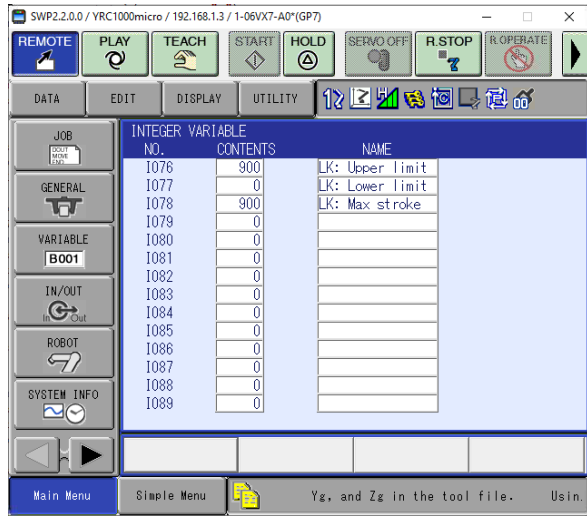 SWP2.2.0.0 / YRC1000micro / 192.168.1.3 / 1-06VX7-A0*(GP7)
REMOTE PLAY TEACH START HOLD SERVO OFF R.STOP R.OPERATE
DATA EDIT DISPLAY UTILITY
JOB
DOUT
MOVE
END
GENERAL
VARIABLE
B001
IN/OUT
In Out
ROBOT
SYSTEM INFO
INTEGER VARIABLE
NO. CONTENTS NAME
I076 900 LK: Upper limit
I077 0 LK: Lower limit
I078 900 LK: Max stroke
I079 0
I080 0
I081 0
I082 0
I083 0
I084 0
I085 0
I086 0
I087 0
I088 0
I089 0
Main Menu Simple Menu Yg, and Zg in the tool file. Usin.